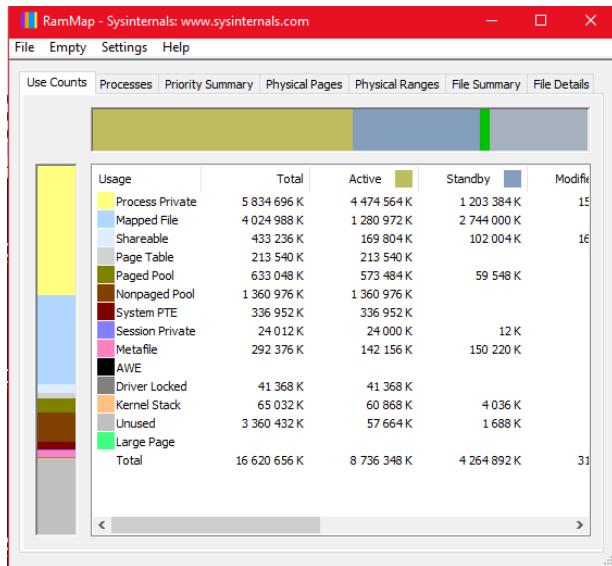 RamMap - Sysinternals: www.sysinternals.com
File Empty Settings Help
Use Counts Processes Priority Summary Physical Pages Physical Ranges File Summary File Details
Usage Total Active Standby Modifie
Process Private 5 834 696 K 4 474 564 K 1 203 384 K 15
Mapped File 4 024 988 K 1 280 972 K 2 744 000 K
Shareable 433 236 K 169 804 K 102 004 K 16
Page Table 213 540 K 213 540 K
Paged Pool 633 048 K 573 484 K 59 548 K
Nonpaged Pool 1 360 976 K 1 360 976 K
System PTE 336 952 K 336 952 K
Session Private 24 012 K 24 000 K 12 K
Metafile 292 376 K 142 156 K 150 220 K
AWE
Driver Locked 41 368 K 41 368 K
Kernel Stack 65 032 K 60 868 K 4 036 K
Unused 3 360 432 K 57 664 K 1 688 K
Large Page
Total 16 620 656 K 8 736 348 K 4 264 892 K 31